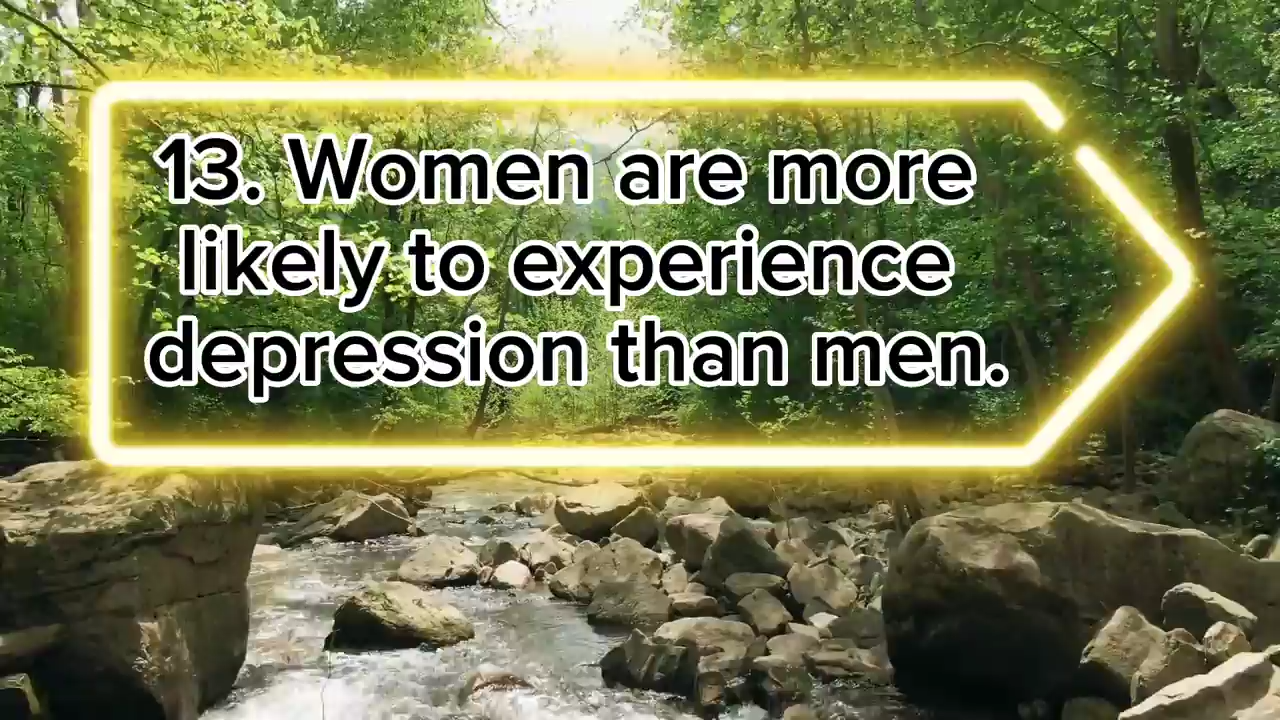 13. Women are more
likely to experience
depression than men.